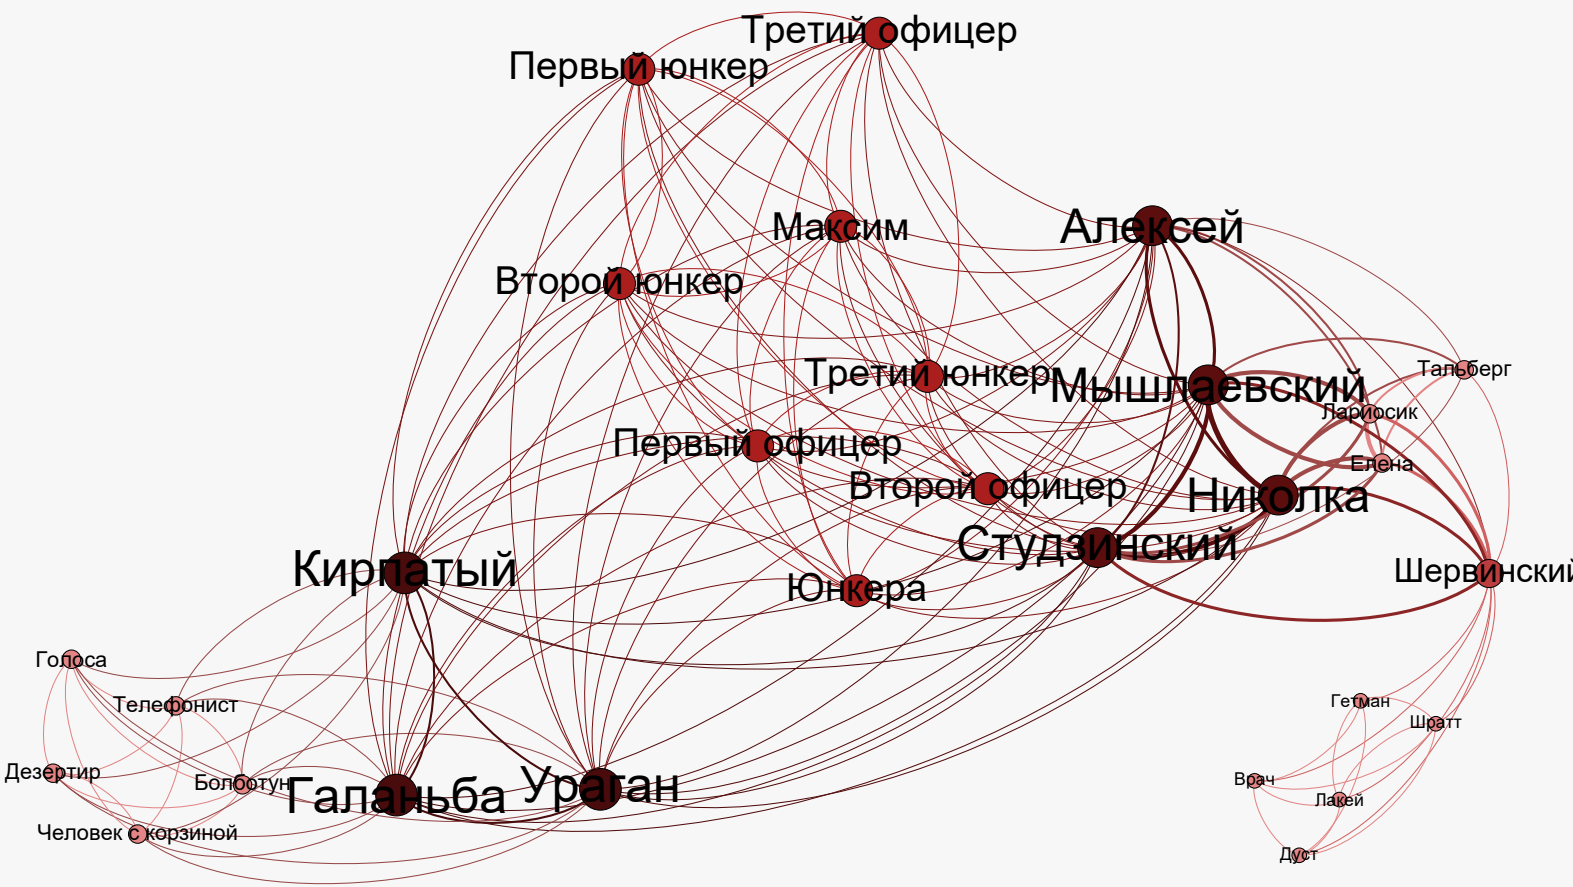 Третий офицер
Первый юнкер
Максим
Алексей
Второй юнкер
Третий юнкер
Мышлаевский
Тальберг
Лариосик
Первый офицер
Елена
Второй офицер
Николка
Студзинский
Кирпатый
Юнкера
Шервинский
Голоса
Телефонист
Гетман
Шратт
Дезертир
Болботун
Галаньба
Ураган
Врач
Лакей
Человек с корзиной
Дуст